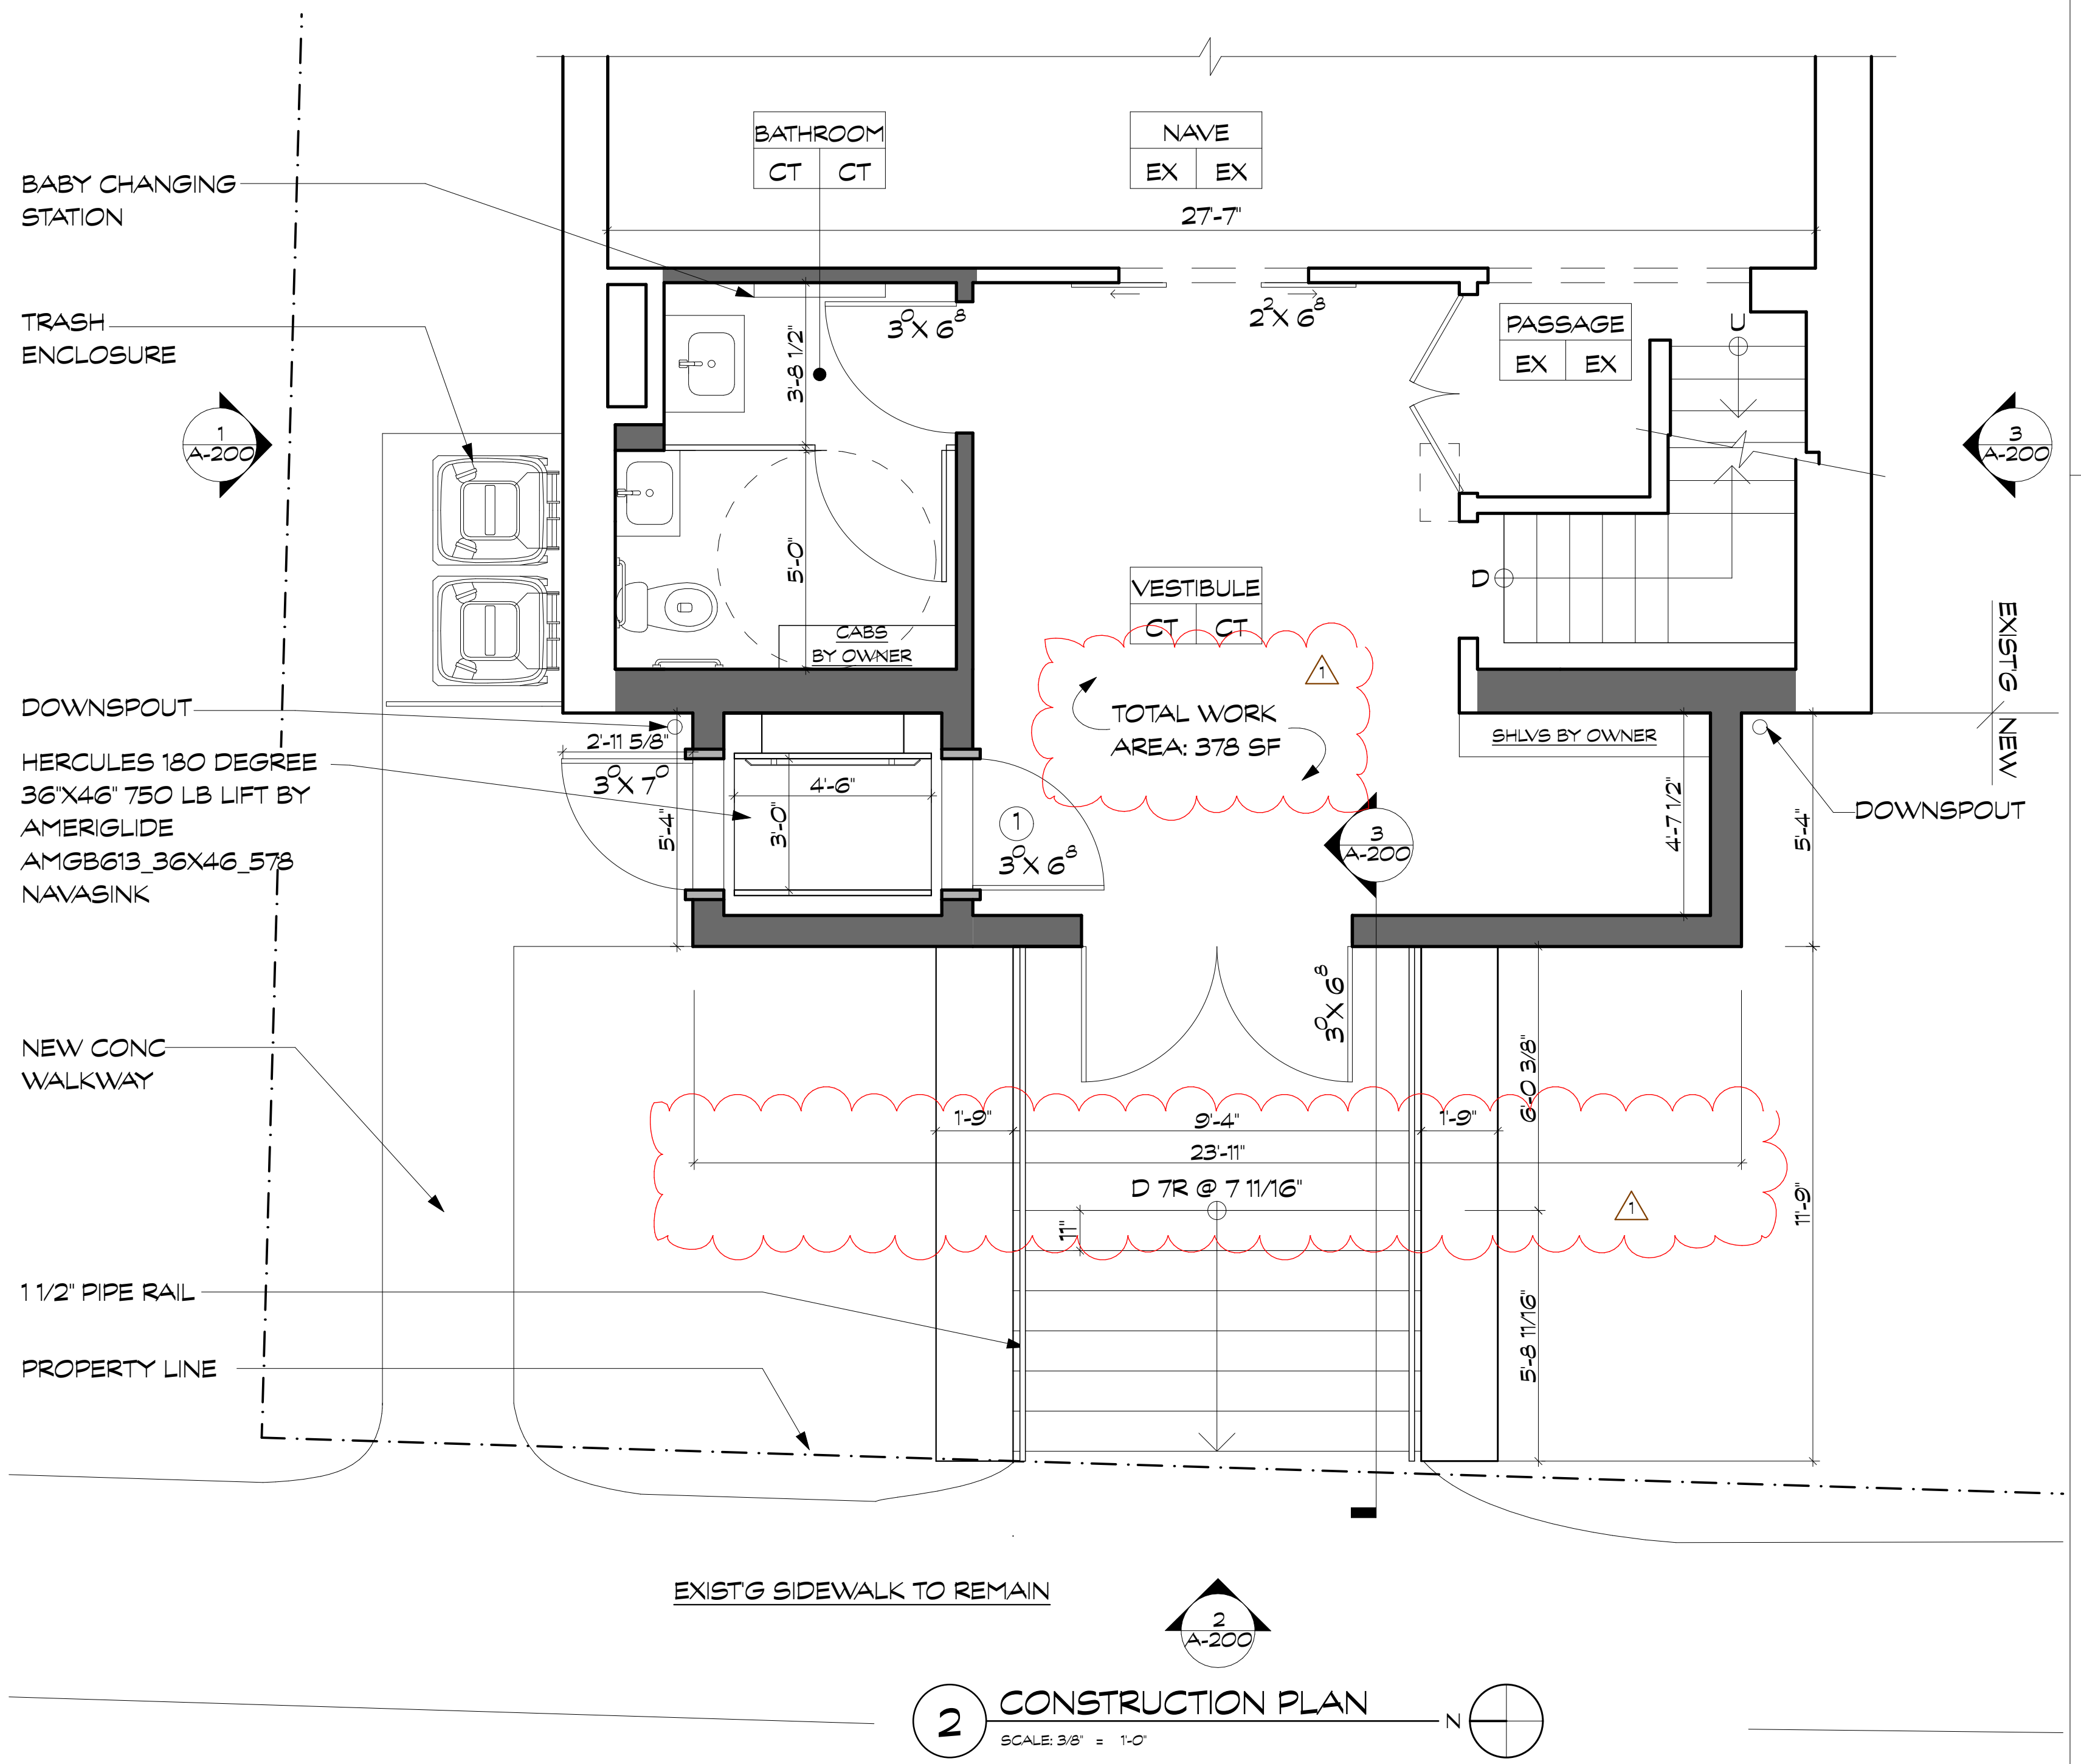 BATHROOM
CT CT
NAVE
EX EX
27'-7"
BABY CHANGING
STATION
TRASH
ENCLOSURE
1
A-200
3'-8 1/2"
3⁰ X 6⁸
2² X 6⁸
PASSAGE
EX EX
U
3
A-200
5'-0"
D
VESTIBULE
CT CT
CABS
BY OWNER
1
TOTAL WORK
AREA: 378 SF
EXIST'G
NEW
SHLVS BY OWNER
DOWNSPOUT
HERCULES 180 DEGREE
36"X46" 750 LB LIFT BY
AMERIGLIDE
AMGB613_36X46_578
NAVASINK
2'-11 5/8"
3⁰ X 7⁰
5'-4"
4'-6"
3'-0"
1
3⁰ X 6⁸
3
A-200
4'-7 1/2"
5'-4"
DOWNSPOUT
3⁰ X 6⁸
NEW CONC
WALKWAY
6'-0 3/8"
1'-9"
9'-4"
1'-9"
23'-11"
D 7R @ 7 11/16"
11"
1
11'-9"
1 1/2" PIPE RAIL
5'-8 11/16"
PROPERTY LINE
EXIST'G SIDEWALK TO REMAIN
2
A-200
2
CONSTRUCTION PLAN
SCALE: 3/8" = 1'-0"
N